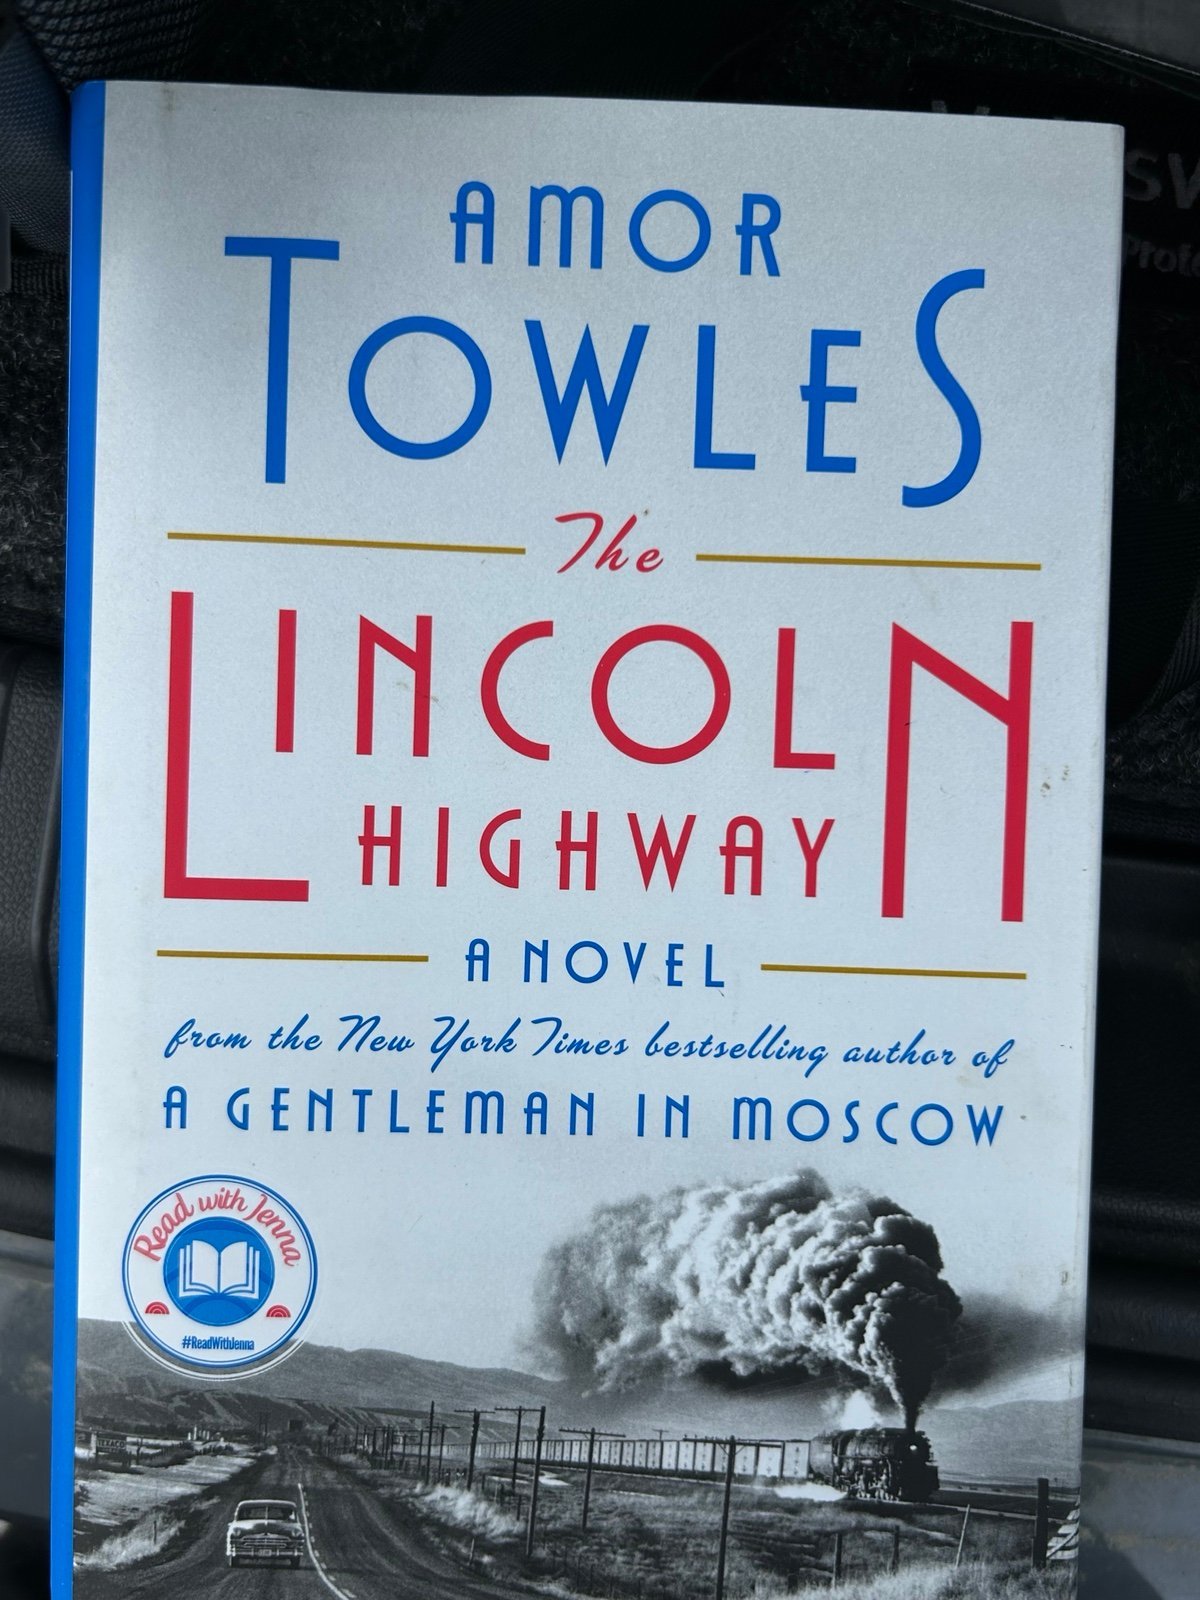 AMOR
TOWLES
The
LINCOLN
HIGHWAY
A NOVEL
from the New York Times bestselling author of
A GENTLEMAN IN MOSCOW
Read with Jenna
#ReadWithJenna
TEXACO